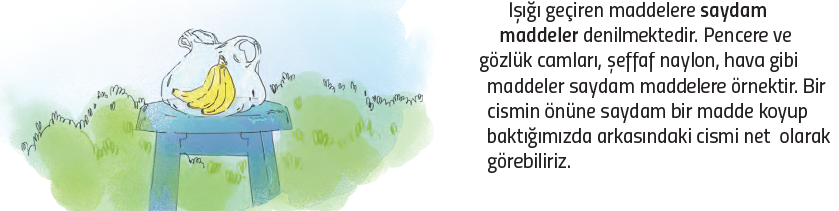 Işığı geçiren maddelere saydam
maddeler denilmektedir. Pencere ve
gözlük camları, şeffaf naylon, hava gibi
maddeler saydam maddelere örnektir. Bir
cismin önüne saydam bir madde koyup
baktığımızda arkasındaki cismi net olarak
görebiliriz.